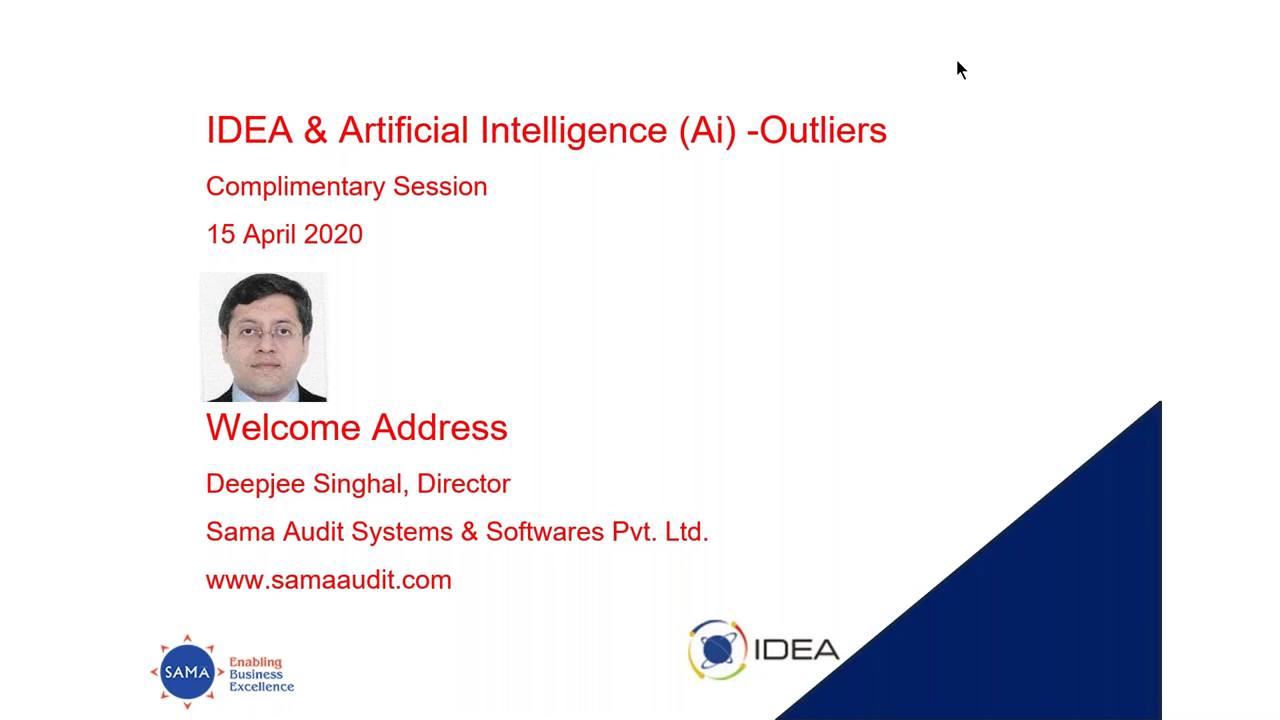 IDEA & Artificial Intelligence (Ai) -Outliers
Complimentary Session
15 April 2020
Welcome Address
Deepjee Singhal, Director
Sama Audit Systems & Softwares Pvt. Ltd.
www.samaaudit.com
SAMA
Enabling
Business
Excellence
IDEA